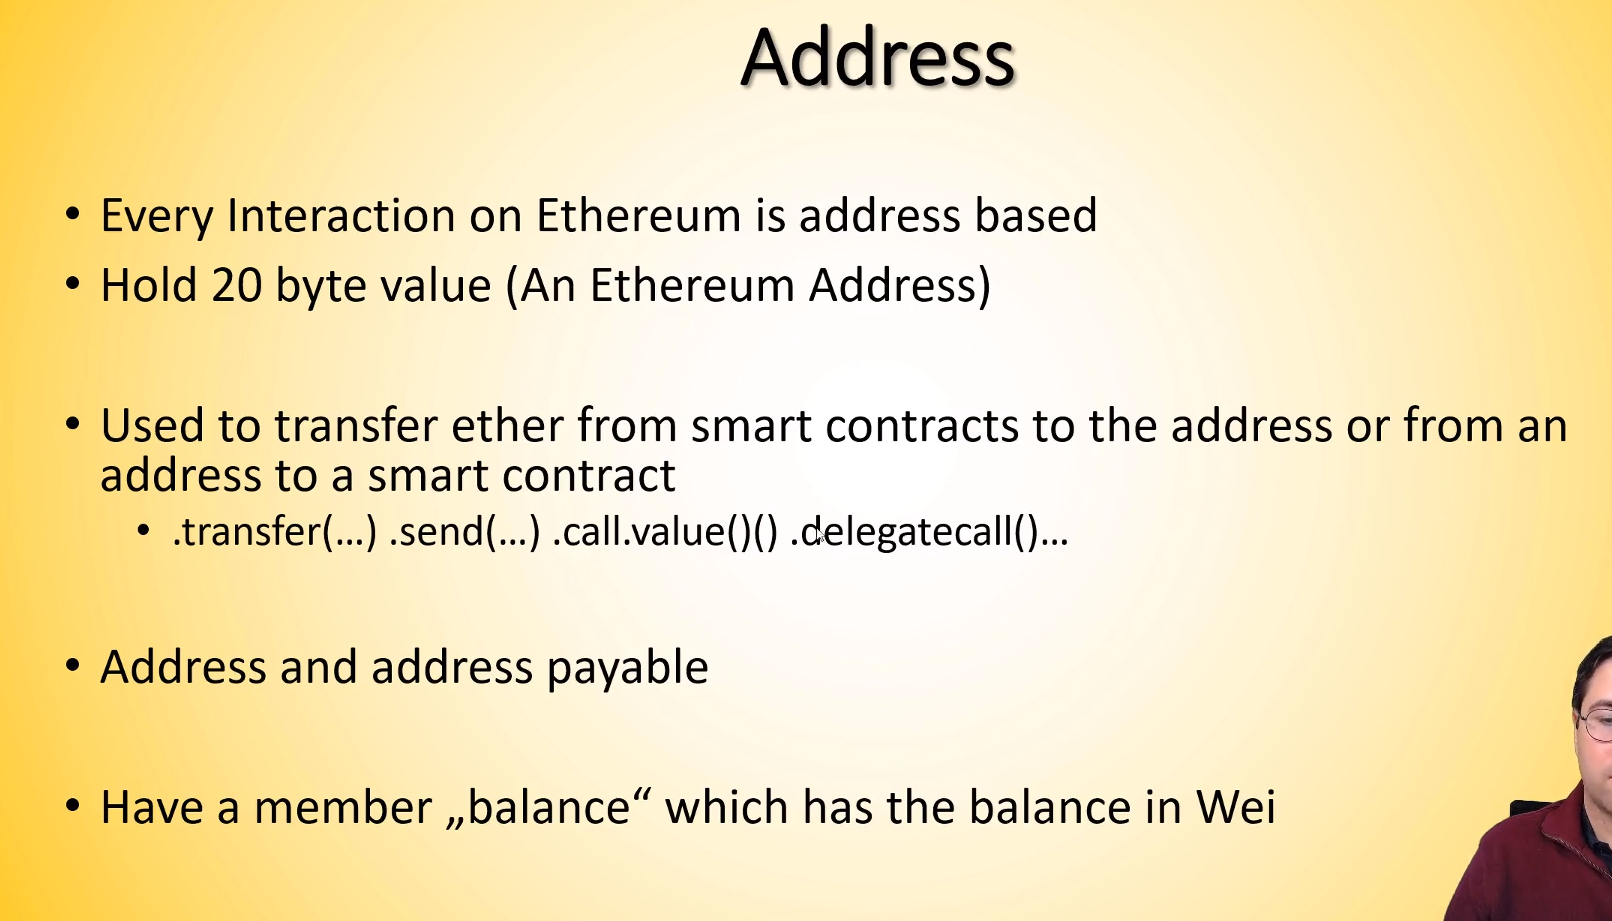 Address
• Every Interaction on Ethereum is address based
• Hold 20 byte value (An Ethereum Address)
• Used to transfer ether from smart contracts to the address or from an
address to a smart contract
• .transfer(…) .send(…) .call.value()() .delegatecall()…
• Address and address payable
• Have a member „balance“ which has the balance in Wei